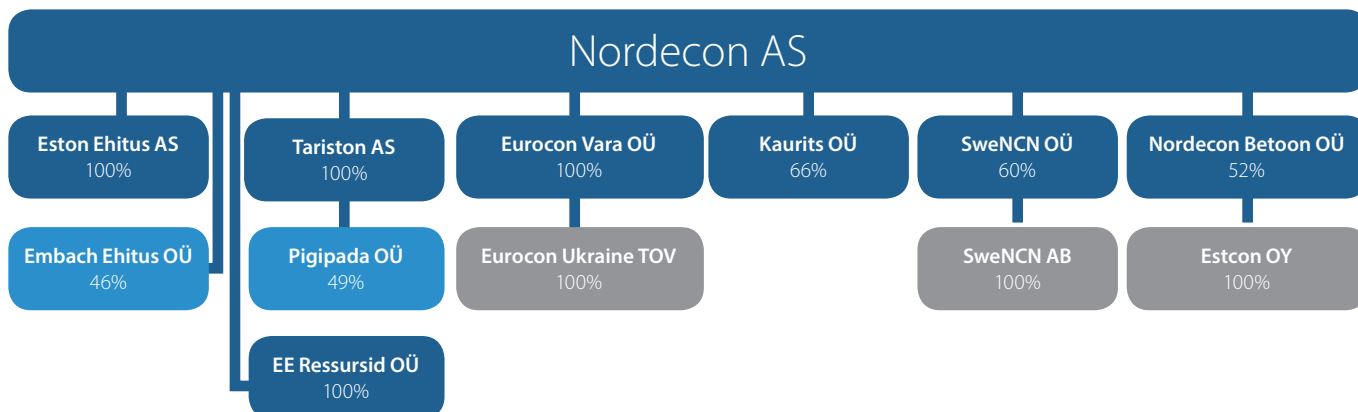 Nordecon AS
Eston Ehitus AS
100%
Tariston AS
100%
Eurocon Vara OÜ
100%
Kaurits OÜ
66%
SweNCN OÜ
60%
Nordecon Betoon OÜ
52%
Embach Ehitus OÜ
46%
Pigipada OÜ
49%
Eurocon Ukraine TOV
100%
SweNCN AB
100%
Estcon OY
100%
EE Ressursid OÜ
100%